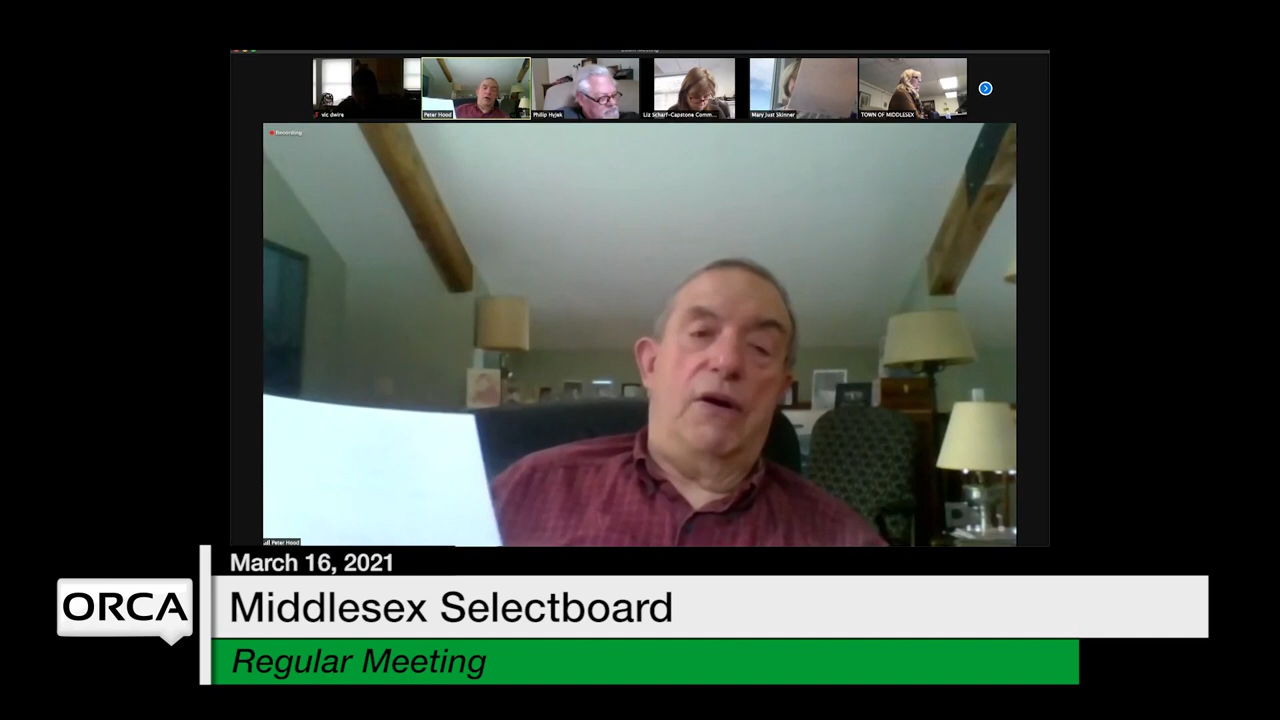 vic dwire
Peter Hood
Philip Hyjek
Liz Scharf-Capstone Comm...
Mary Just Skinner
TOWN OF MIDDLESEX
Recording
Peter Hood
March 16, 2021
ORCA
Middlesex Selectboard
Regular Meeting